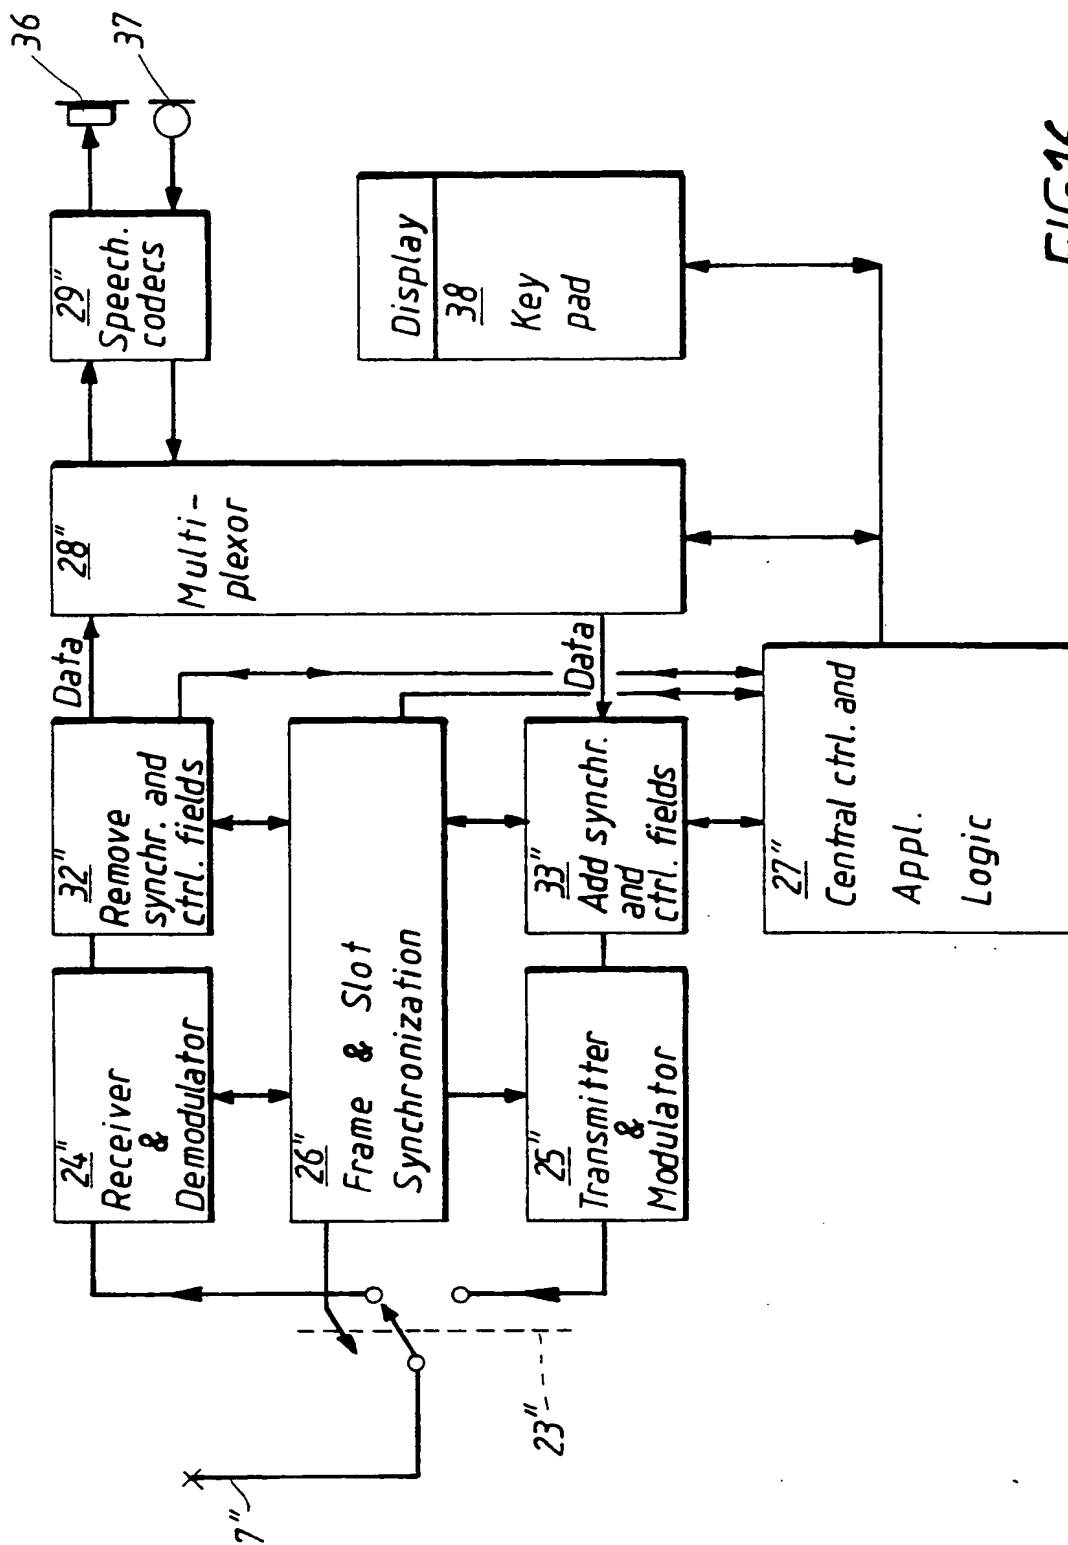 7"
23"
24"
Receiver
&
Demodulator
32"
Remove
synchr. and
ctrl. fields
Data
28"
Multi-
plexor
29"
Speech.
codecs
36
37
26"
Frame & Slot
Synchronization
25"
Transmitter
&
Modulator
33"
Add synchr.
and
ctrl. fields
Data
Display
38
Key
pad
27"
Central ctrl. and
Appl.
Logic
FIG.16